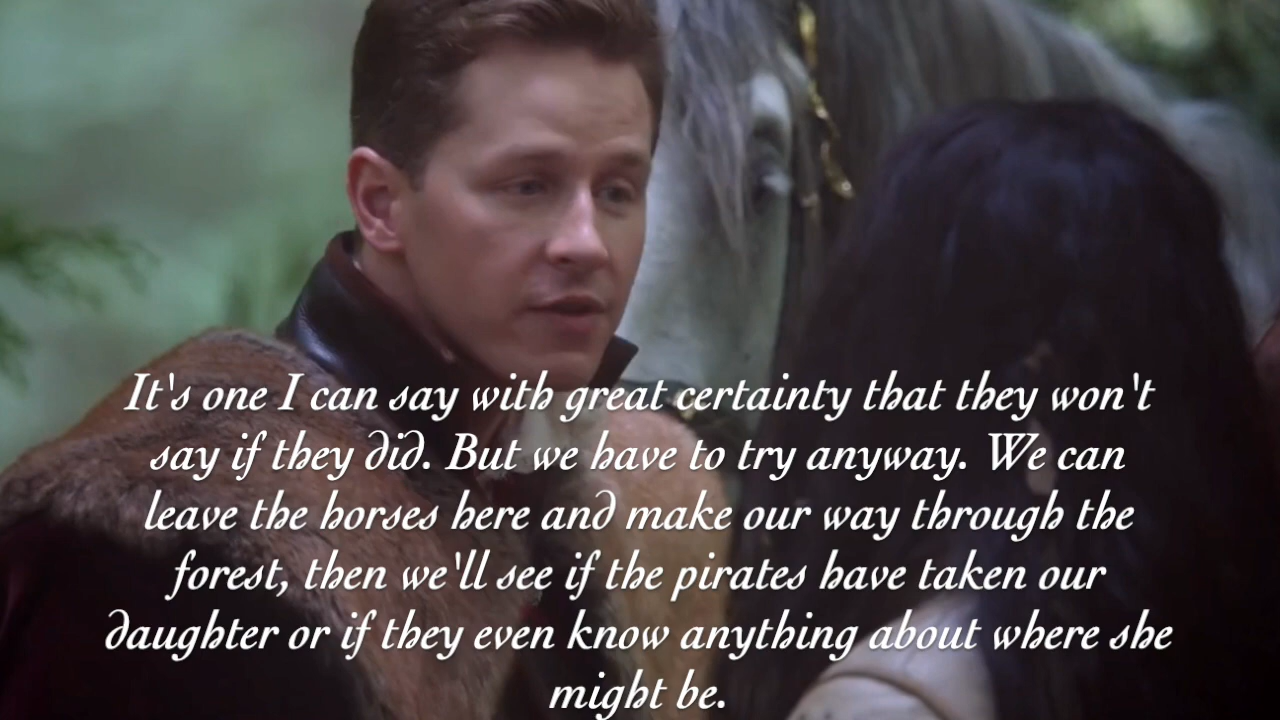 It's one I can say with great certainty that they won't
say if they did. But we have to try anyway. We can
leave the horses here and make our way through the
forest, then we'll see if the pirates have taken our
daughter or if they even know anything about where she
might be.